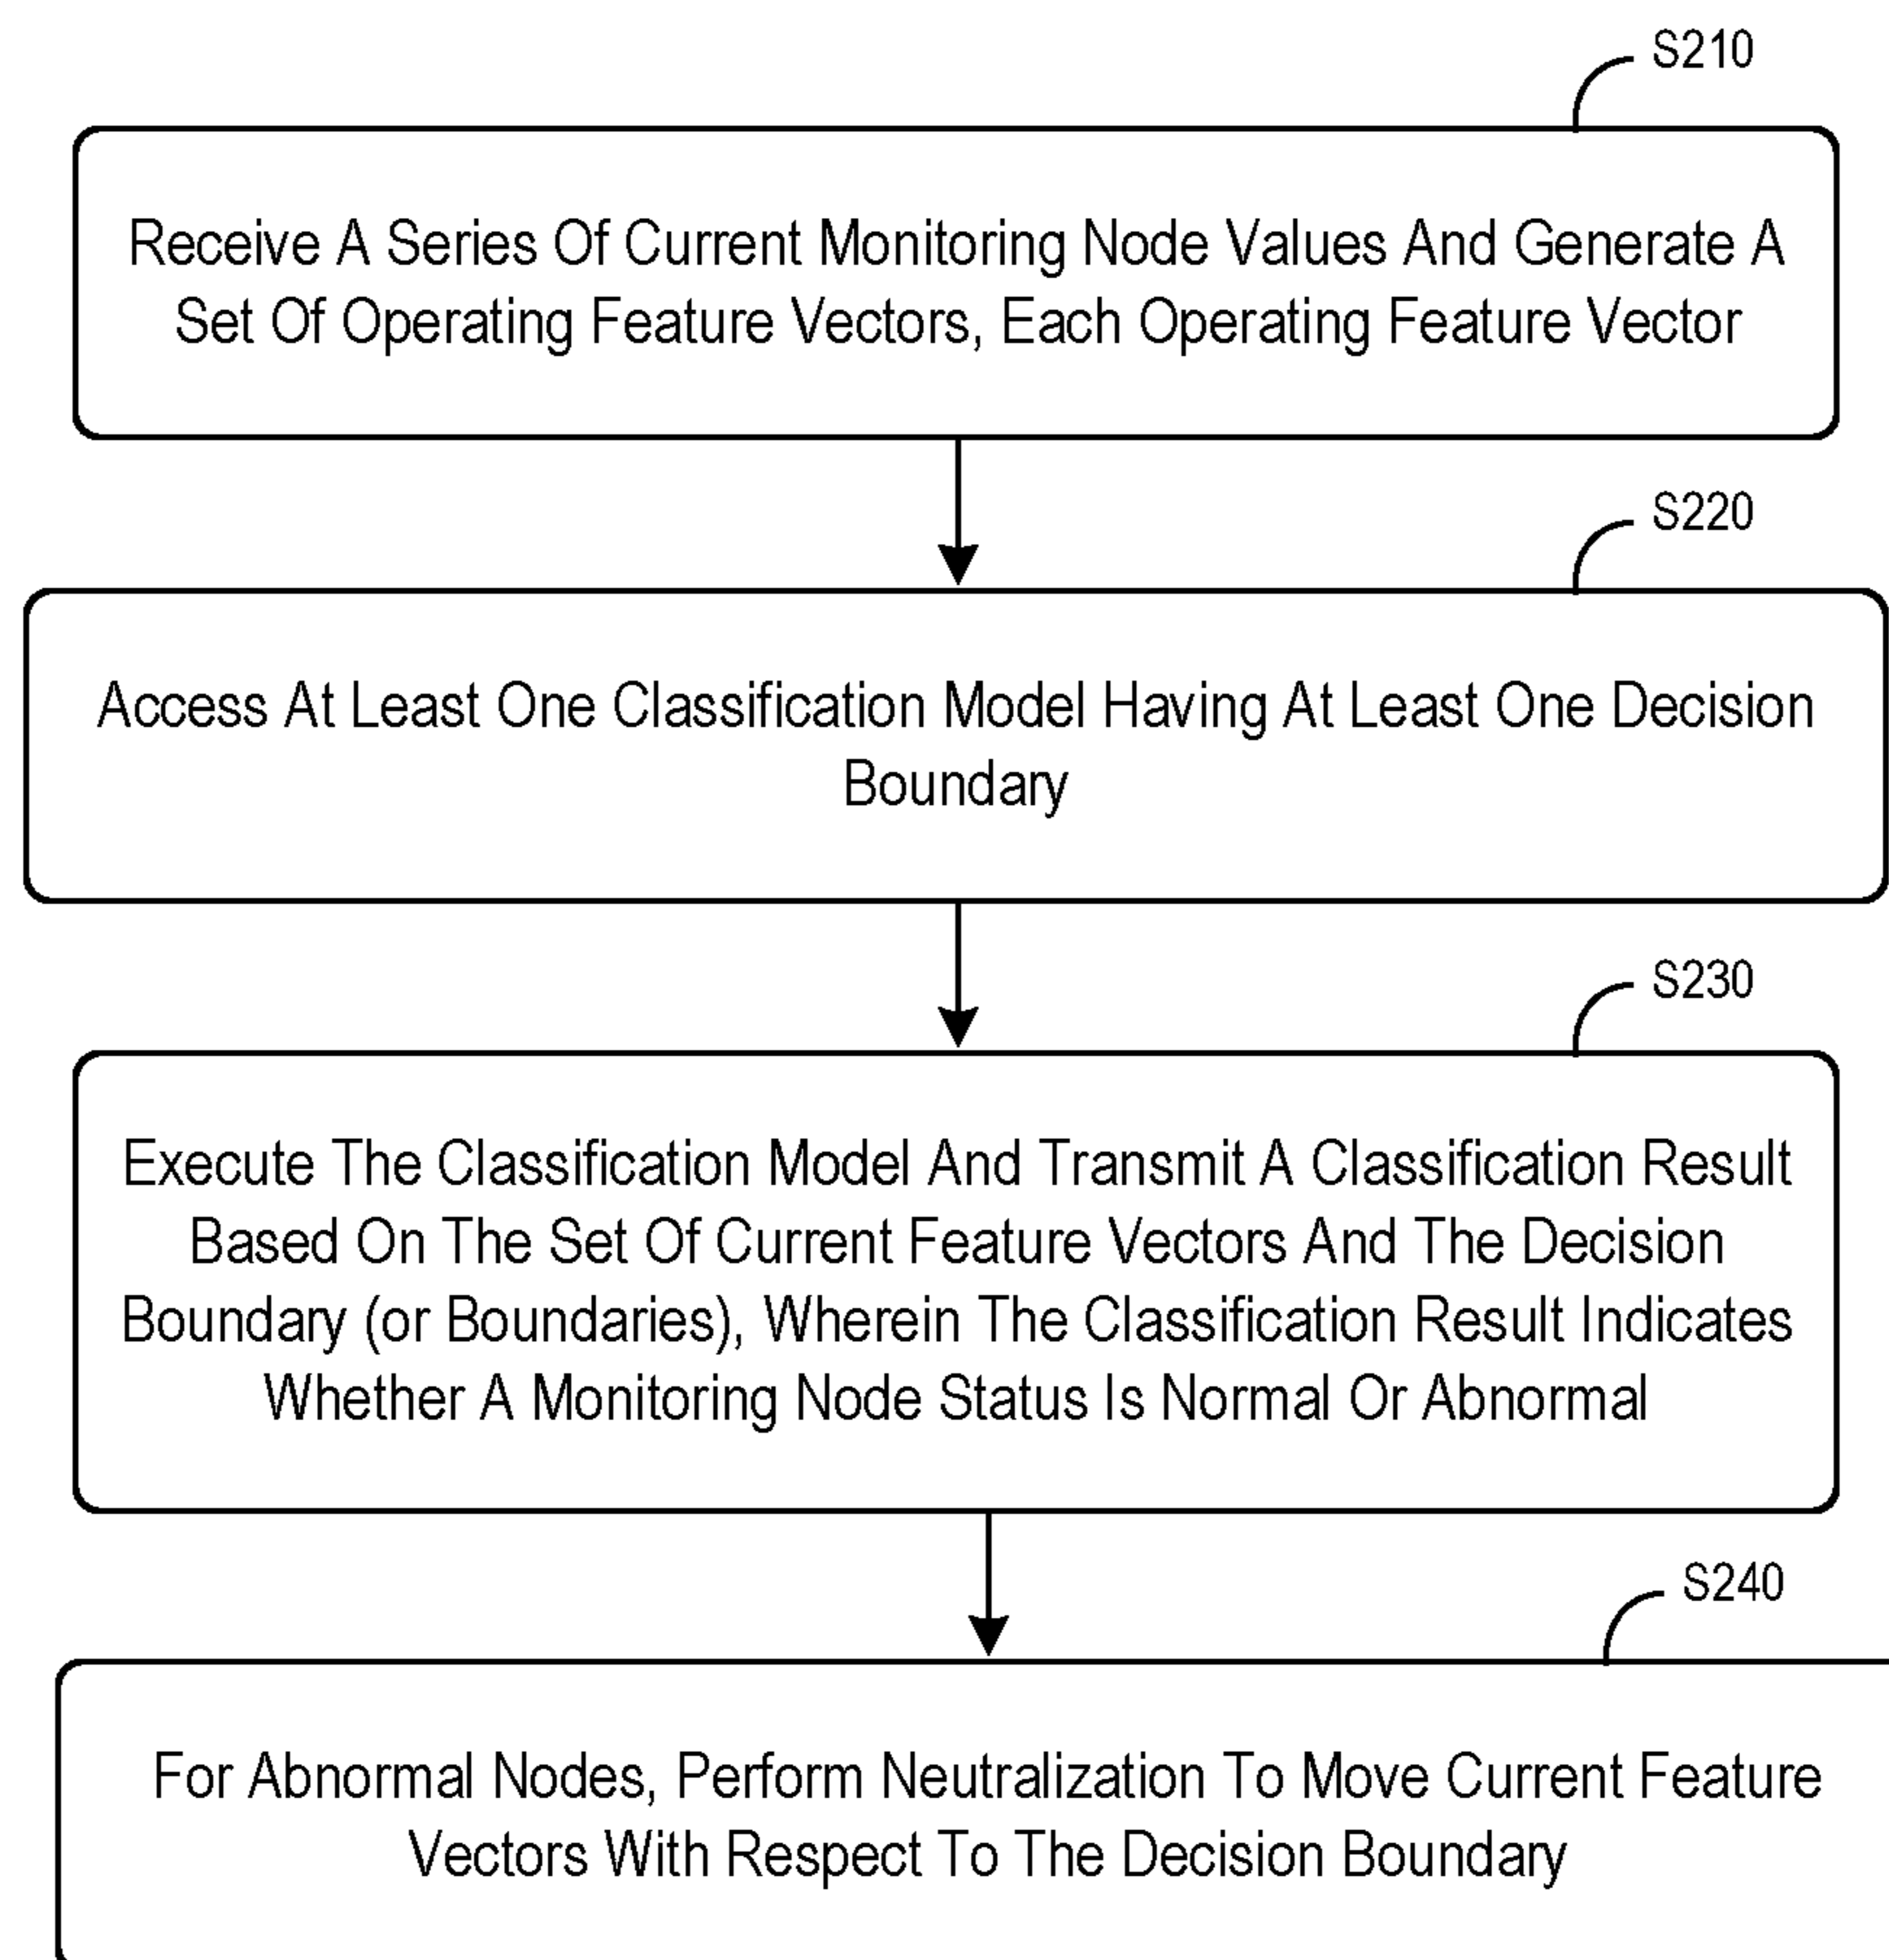 S210
Receive A Series Of Current Monitoring Node Values And Generate A
Set Of Operating Feature Vectors, Each Operating Feature Vector
S220
Access At Least One Classification Model Having At Least One Decision
Boundary
S230
Execute The Classification Model And Transmit A Classification Result
Based On The Set Of Current Feature Vectors And The Decision
Boundary (or Boundaries), Wherein The Classification Result Indicates
Whether A Monitoring Node Status Is Normal Or Abnormal
S240
For Abnormal Nodes, Perform Neutralization To Move Current Feature
Vectors With Respect To The Decision Boundary